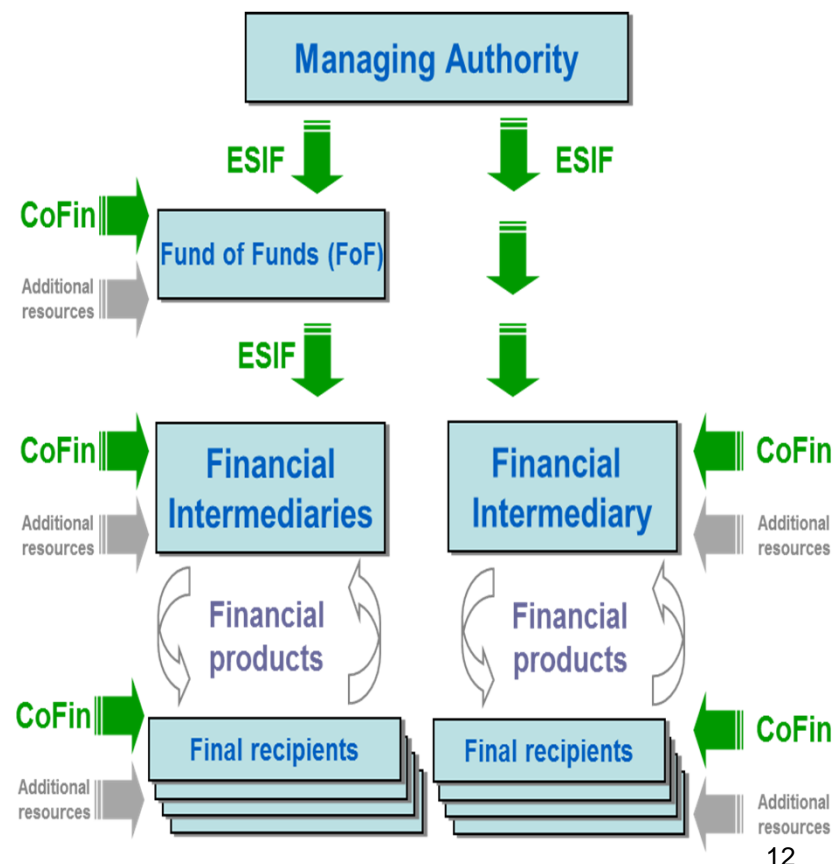 Managing Authority
ESIF
ESIF
CoFin
Fund of Funds (FoF)
Additional
resources
ESIF
CoFin
Financial
Intermediaries
Additional
resources
Financial
Intermediary
CoFin
Additional
resources
Financial
products
Financial
products
CoFin
Final recipients
Additional
resources
Final recipients
CoFin
Additional
resources
12